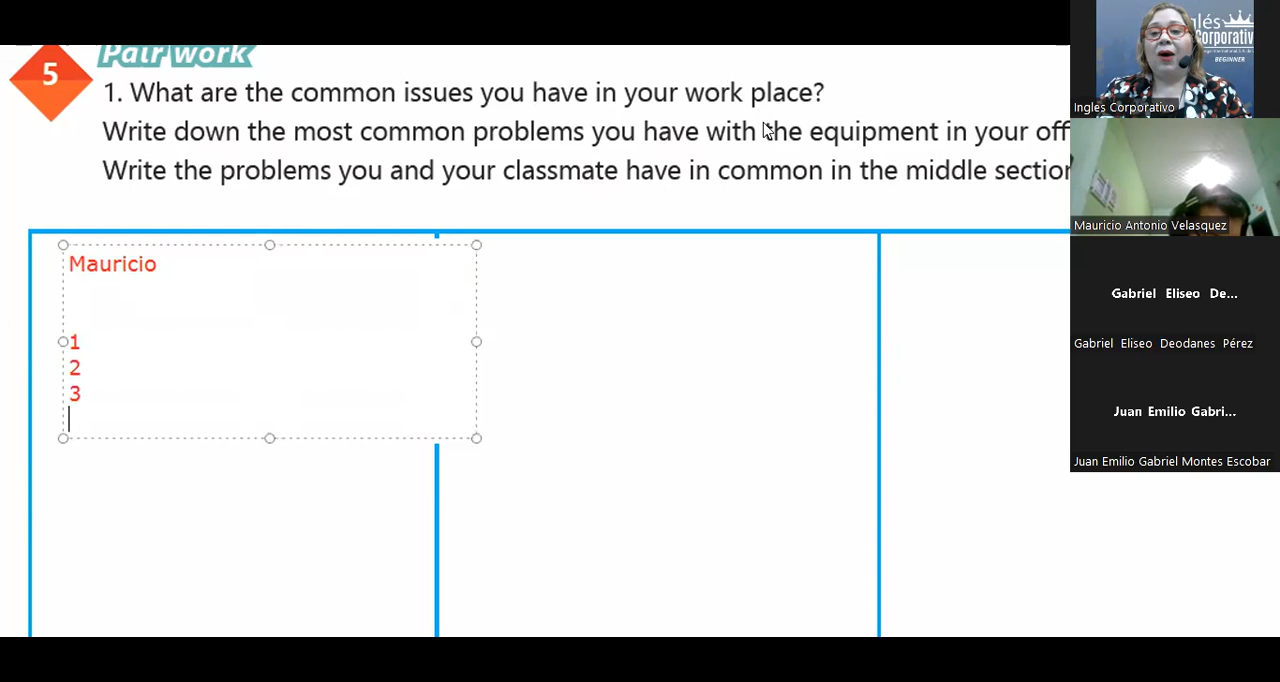 5
Pair work
1. What are the common issues you have in your work place?
Write down the most common problems you have with the equipment in your off
Write the problems you and your classmate have in common in the middle section
Mauricio
1
2
3
glés
Corporativ
BEGINNER
Ingles Corporativo
Mauricio Antonio Velasquez
Gabriel Eliseo De...
Gabriel Eliseo Deodanes Pérez
Juan Emilio Gabri...
Juan Emilio Gabriel Montes Escobar